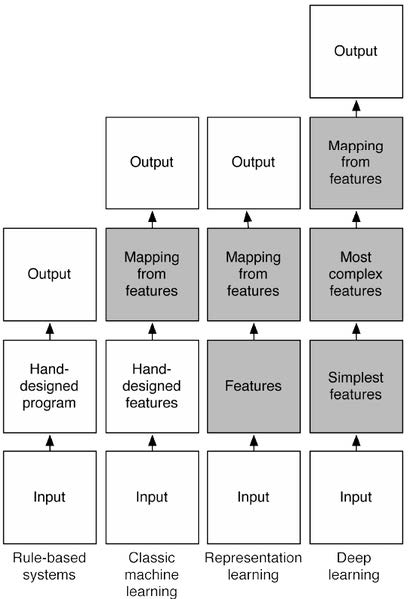 Output
Mapping
from
features
Output
Output
Most
complex
features
Mapping
from
features
Mapping
from
features
Output
Simplest
features
Features
Hand-
designed
features
Hand-
designed
program
Input
Input
Input
Input
Rule-based
systems
Classic
machine
learning
Representation
learning
Deep
learning